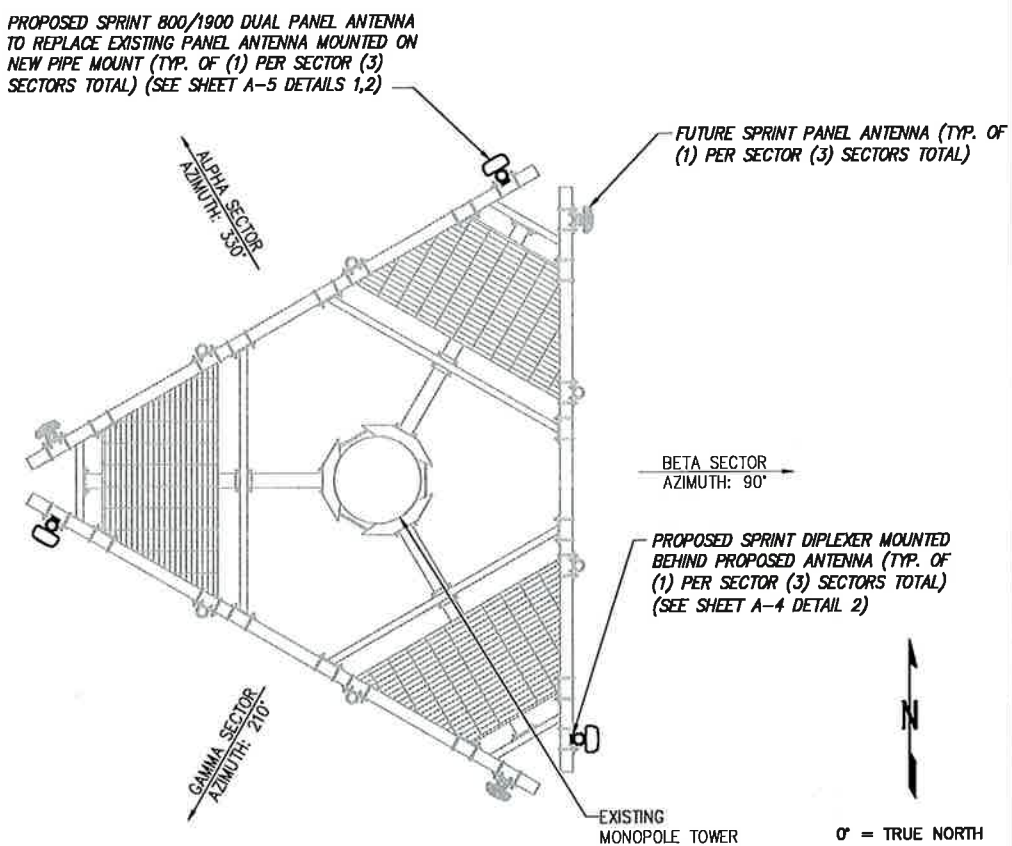 PROPOSED SPRINT 800/1900 DUAL PANEL ANTENNA
TO REPLACE EXISTING PANEL ANTENNA MOUNTED ON
NEW PIPE MOUNT (TYP. OF (1) PER SECTOR (3)
SECTORS TOTAL) (SEE SHEET A-5 DETAILS 1,2)
FUTURE SPRINT PANEL ANTENNA (TYP. OF
(1) PER SECTOR (3) SECTORS TOTAL)
ALPHA SECTOR
AZIMUTH: 330°
BETA SECTOR
AZIMUTH: 90°
PROPOSED SPRINT DIPLEXER MOUNTED
BEHIND PROPOSED ANTENNA (TYP. OF
(1) PER SECTOR (3) SECTORS TOTAL)
(SEE SHEET A-4 DETAIL 2)
GAMMA SECTOR
AZIMUTH: 210°
N
EXISTING
MONOPOLE TOWER
0° = TRUE NORTH